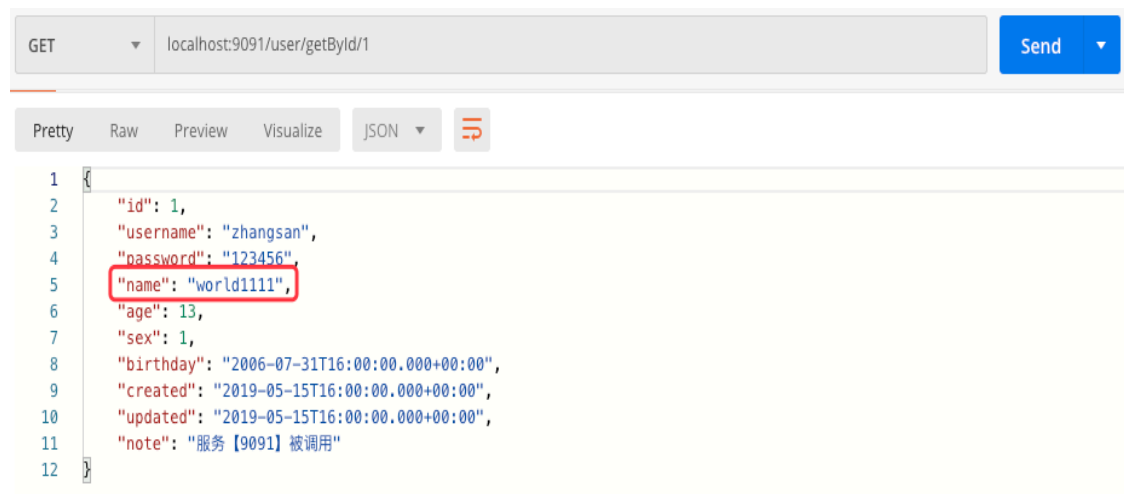 GET localhost:9091/user/getById/1 Send
Pretty Raw Preview Visualize JSON
1 {
2 "id": 1,
3 "username": "zhangsan",
4 "password": "123456",
5 "name": "world1111",
6 "age": 13,
7 "sex": 1,
8 "birthday": "2006-07-31T16:00:00.000+00:00",
9 "created": "2019-05-15T16:00:00.000+00:00",
10 "updated": "2019-05-15T16:00:00.000+00:00",
11 "note": "服务【9091】被调用"
12 }